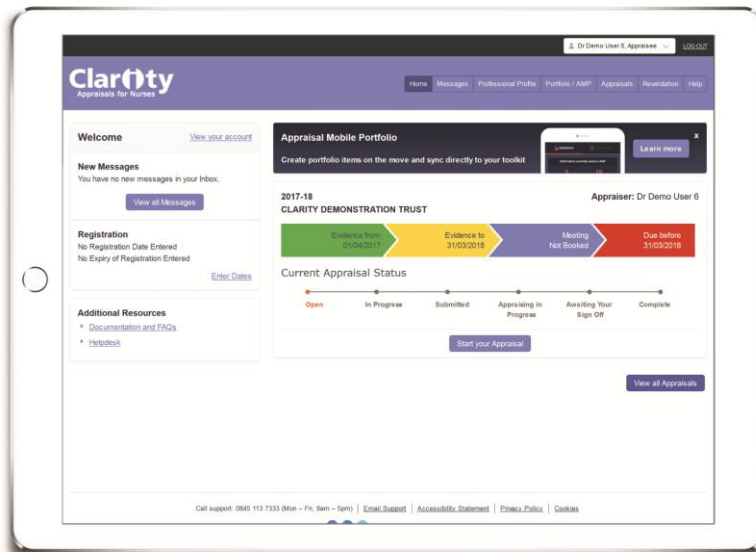 Dr Demo User 5, Appraisee
LOG OUT
Clarity
Appraisals for Nurses
Home Messages Professional Profile Portfolio / AMP Appraisals Revalidation Help
Welcome
View your account
New Messages
You have no new messages in your Inbox.
View all Messages
Registration
No Registration Date Entered
No Expiry of Registration Entered
Enter Dates
Additional Resources
Documentation and FAQs
Helpdesk
Appraisal Mobile Portfolio
Create portfolio items on the move and sync directly to your toolkit
Learn more
X
2017-18
Appraiser: Dr Demo User 6
CLARITY DEMONSTRATION TRUST
Evidence from
01/04/2017
Evidence to
31/03/2018
Meeting
Not Booked
Due before
31/03/2018
Current Appraisal Status
Open
In Progress
Submitted
Appraising in
Progress
Awaiting Your
Sign Off
Complete
Start your Appraisal
View all Appraisals
Call support: 0845 113 7333 (Mon – Fri, 9am – 5pm) | Email Support | Accessibility Statement | Privacy Policy | Cookies